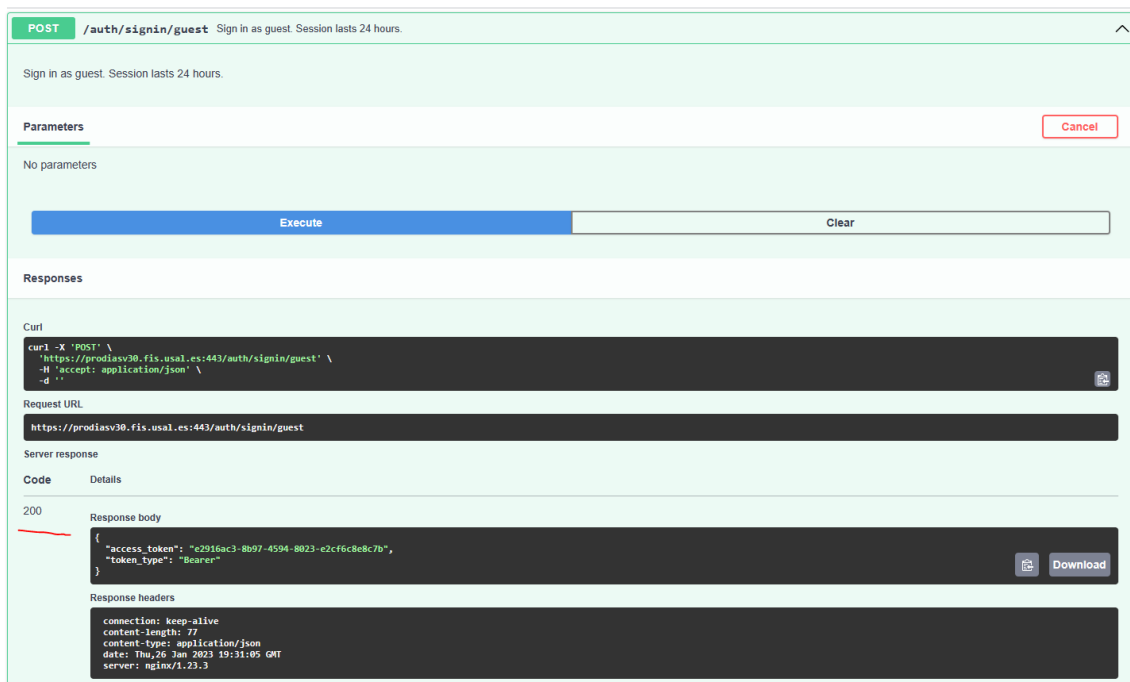 POST /auth/signin/guest Sign in as guest. Session lasts 24 hours.
Sign in as guest. Session lasts 24 hours.
Parameters Cancel
No parameters
Execute Clear
Responses
Curl
curl -X 'POST' \
'https://prodiasv30.fis.usal.es:443/auth/signin/guest' \
-H 'accept: application/json' \
-d ''
Request URL
https://prodiasv30.fis.usal.es:443/auth/signin/guest
Server response
Code Details
200
Response body
{
"access_token": "e2916ac3-8b97-4594-8023-e2cf6c8e8c7b",
"token_type": "Bearer"
}
Download
Response headers
connection: keep-alive
content-length: 77
content-type: application/json
date: Thu,26 Jan 2023 19:31:05 GMT
server: nginx/1.23.3